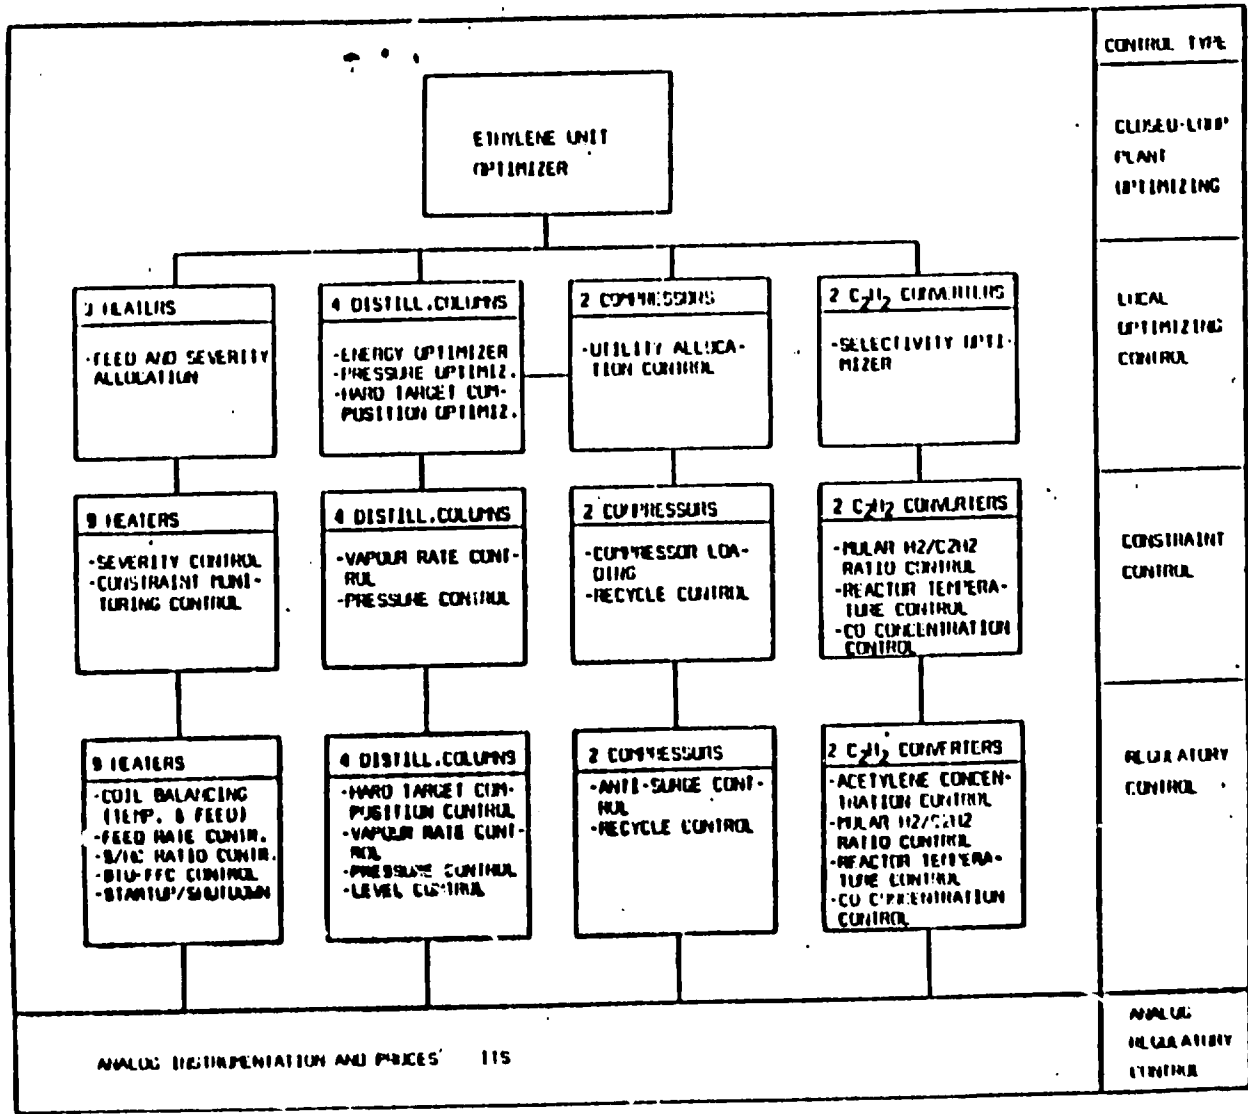 CONTROL TYPE
ETHYLENE UNIT
OPTIMIZER
CLOSED-LOOP
PLANT
OPTIMIZING
HEATERS
-FEED AND SEVERITY
ALLOCATION
4 DISTILL.COLUMNS
-ENERGY OPTIMIZER
-PRESSURE OPTIMIZ.
-HARD TARGET COM-
POSITION OPTIMIZ.
2 COMPRESSORS
-UTILITY ALLOCA-
TION CONTROL
2 C2H2 CONVERTERS
-SELECTIVITY OPTI-
MIZER
LOCAL
OPTIMIZING
CONTROL
9 HEATERS
-SEVERITY CONTROL
-CONSTRAINT MONI-
TORING CONTROL
4 DISTILL.COLUMNS
-VAPOUR RATE CONT-
ROL
-PRESSURE CONTROL
2 COMPRESSORS
-COMPRESSOR LOA-
DING
-RECYCLE CONTROL
2 C2H2 CONVERTERS
-MOLAR H2/C2H2
RATIO CONTROL
-REACTOR TEMPERA-
TURE CONTROL
-CO CONCENTRATION
CONTROL
CONSTRAINT
CONTROL
9 HEATERS
-COIL BALANCING
(TEMP. & FEED)
-FEED RATE CONTR.
-S/HC RATIO CONTR.
-BTU-FFC CONTROL
-STARTUP/SHUTDOWN
4 DISTILL.COLUMNS
-HARD TARGET COM-
POSITION CONTROL
-VAPOUR RATE CONT-
ROL
-PRESSURE CONTROL
-LEVEL CONTROL
2 COMPRESSORS
-ANTI-SURGE CONT-
ROL
-RECYCLE CONTROL
2 C2H2 CONVERTERS
-ACETYLENE CONCEN-
TRATION CONTROL
-MOLAR H2/C2H2
RATIO CONTROL
-REACTOR TEMPERA-
TURE CONTROL
-CO CONCENTRATION
CONTROL
REGULATORY
CONTROL
ANALOG INSTRUMENTATION AND PROCES
ANALOG
REGULATORY
CONTROL